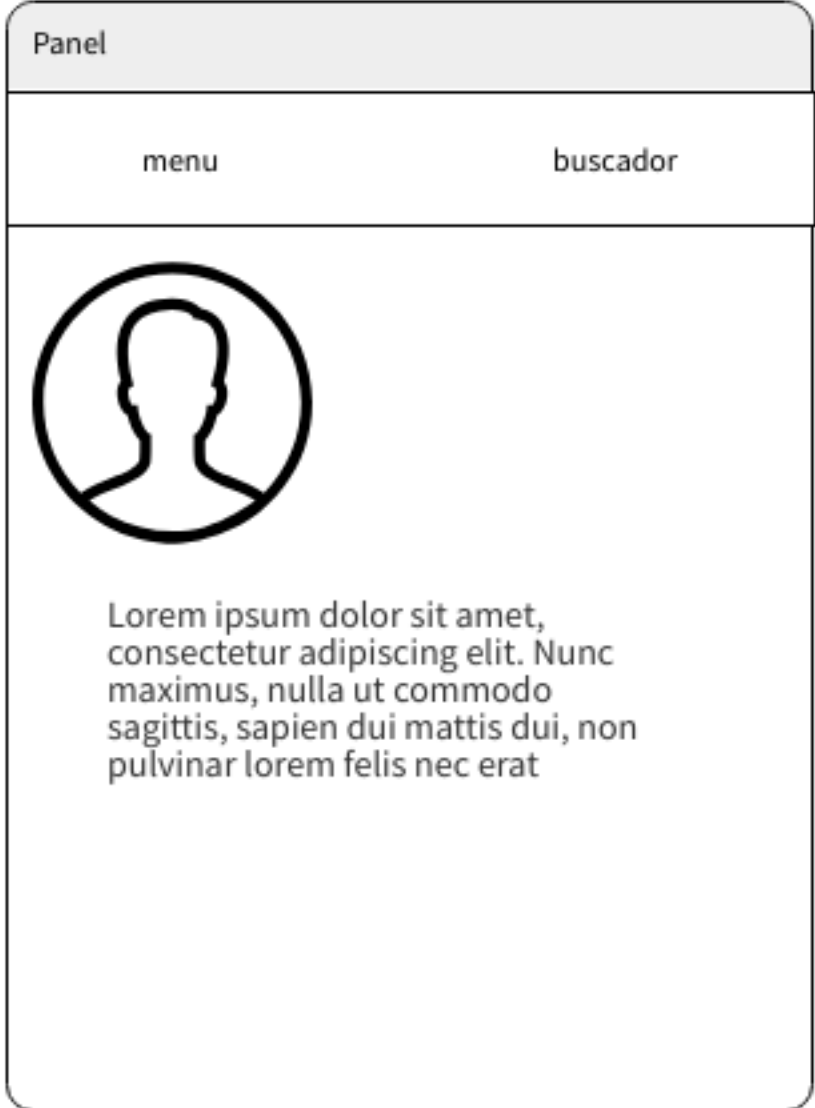 Panel
menu buscador
Lorem ipsum dolor sit amet,
consectetur adipiscing elit. Nunc
maximus, nulla ut commodo
sagittis, sapien dui mattis dui, non
pulvinar lorem felis nec erat